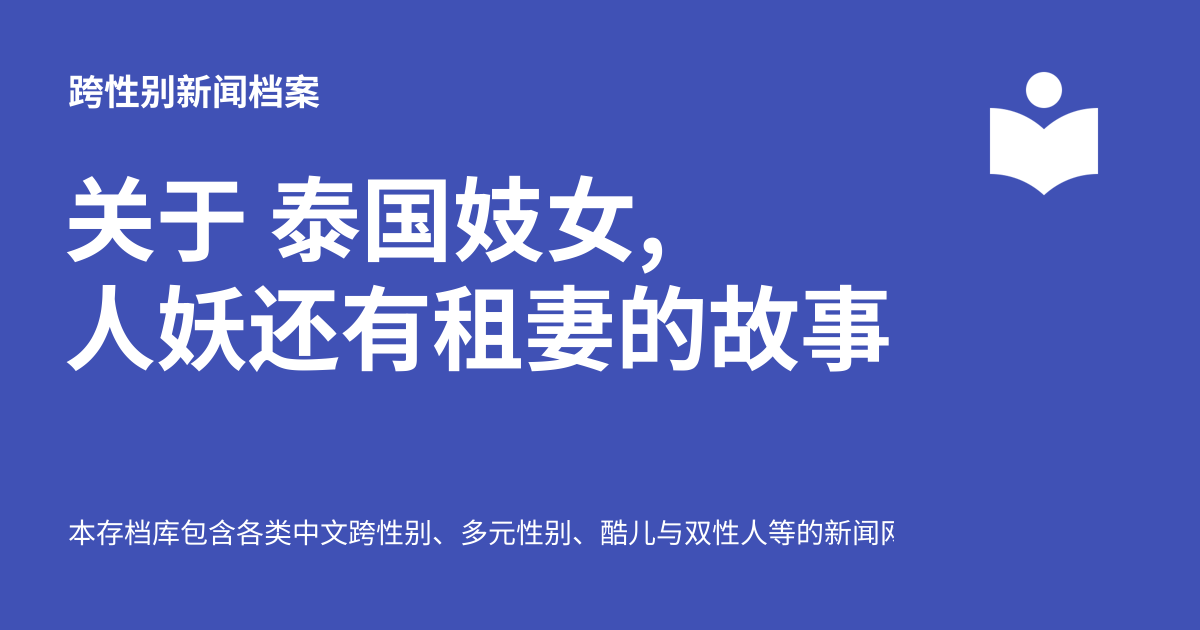 跨性别新闻档案
关于 泰国妓女，
人妖还有租妻的故事
本存档库包含各类中文跨性别、多元性别、酷儿与双性人等的新闻网